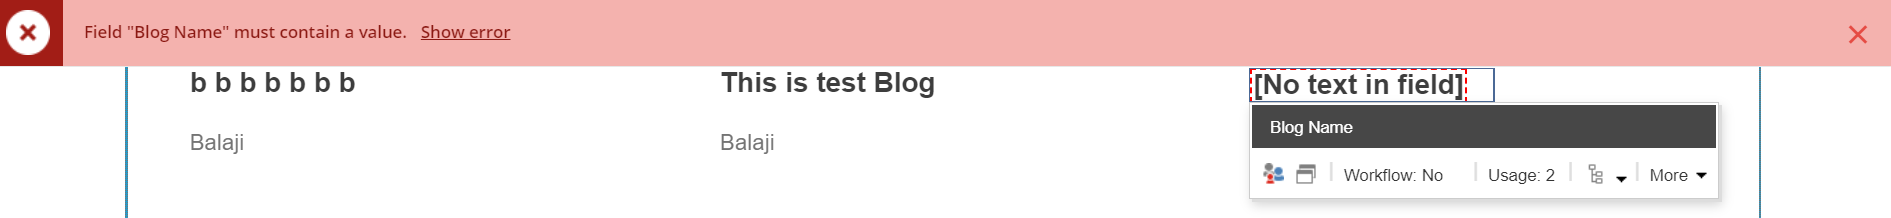 Field "Blog Name" must contain a value. Show error
b b b b b b b
This is test Blog
[No text in field]
Balaji
Balaji
Blog Name
Workflow: No
Usage: 2
More